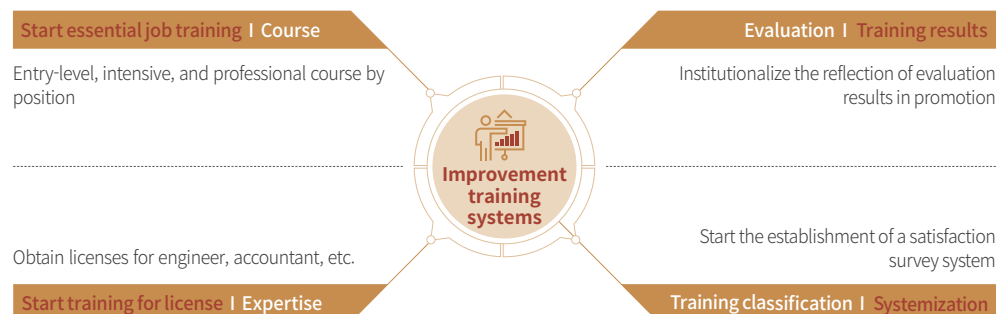 Start essential job training I Course
Entry-level, intensive, and professional course by
position
Evaluation I Training results
Institutionalize the reflection of evaluation
results in promotion
Improvement
training
systems
Obtain licenses for engineer, accountant, etc.
Start training for license I Expertise
Start the establishment of a satisfaction
survey system
Training classification I Systemization